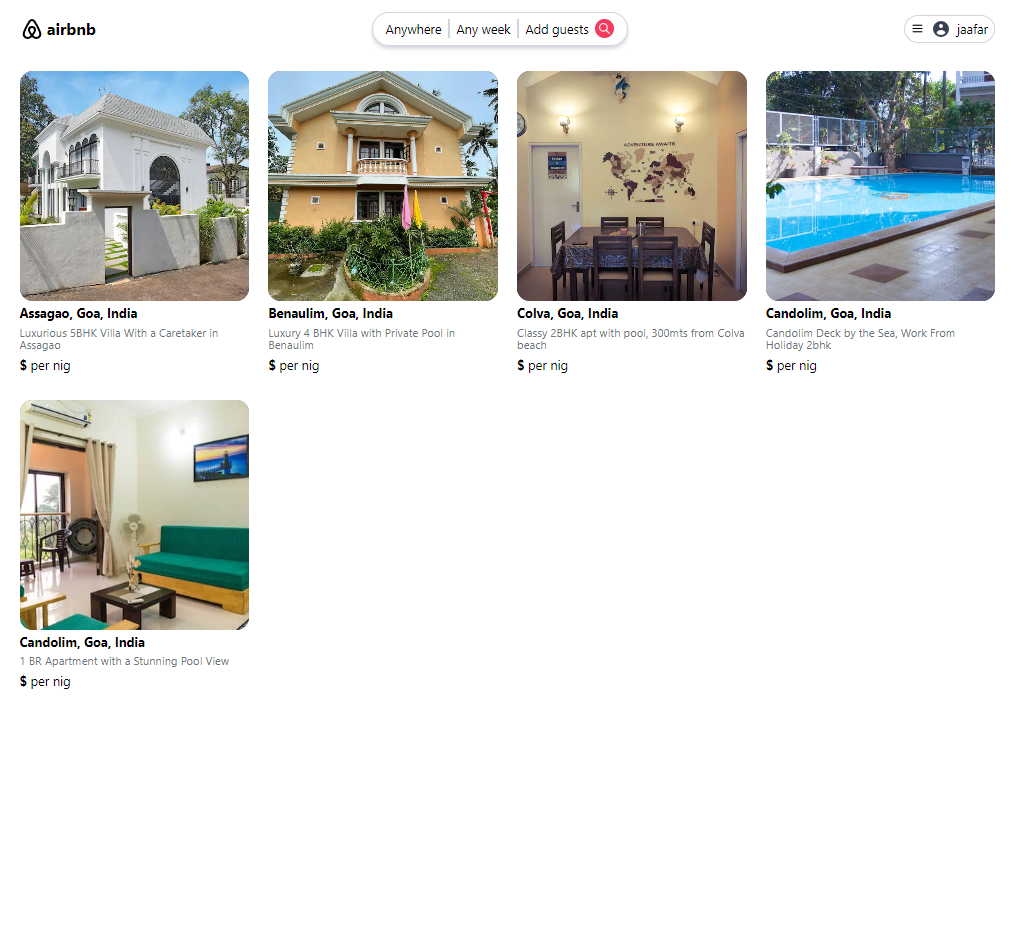 airbnb
Anywhere
Any week
Add guests
jaafar
ADVENTURE AWAITS
Assagao, Goa, India
Luxurious 5BHK Villa With a Caretaker in
Assagao
$ per nig
Benaulim, Goa, India
Luxury 4 BHK Villa with Private Pool in
Benaulim
$ per nig
Colva, Goa, India
Classy 2BHK apt with pool, 300mts from Colva
beach
$ per nig
Candolim, Goa, India
Candolim Deck by the Sea, Work From
Holiday 2bhk
$ per nig
Candolim, Goa, India
1 BR Apartment with a Stunning Pool View
$ per nig